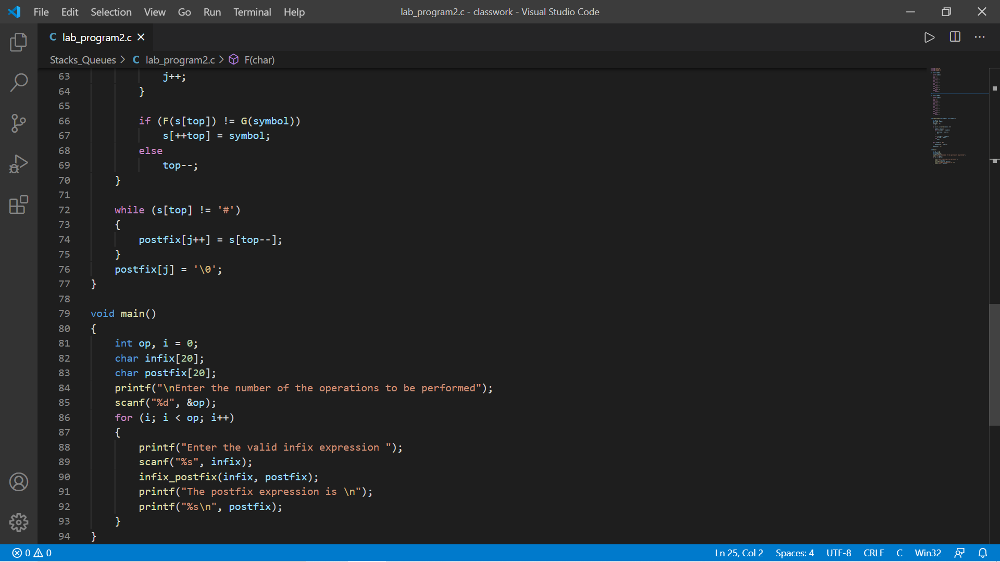 File Edit Selection View Go Run Terminal Help lab_program2.c - classwork - Visual Studio Code
C lab_program2.c
Stacks_Queues > C lab_program2.c > F(char)
63 j++;
64 }
65
66 if (F(s[top]) != G(symbol))
67 s[++top] = symbol;
68 else
69 top--;
70 }
71
72 while (s[top] != '#')
73 {
74 postfix[j++] = s[top--];
75 }
76 postfix[j] = '\0';
77 }
78
79 void main()
80 {
81 int op, i = 0;
82 char infix[20];
83 char postfix[20];
84 printf("\nEnter the number of the operations to be performed");
85 scanf("%d", &op);
86 for (i; i < op; i++)
87 {
88 printf("Enter the valid infix expression ");
89 scanf("%s", infix);
90 infix_postfix(infix, postfix);
91 printf("The postfix expression is \n");
92 printf("%s\n", postfix);
93 }
94 }
0 0 Ln 25, Col 2 Spaces: 4 UTF-8 CRLF C Win32